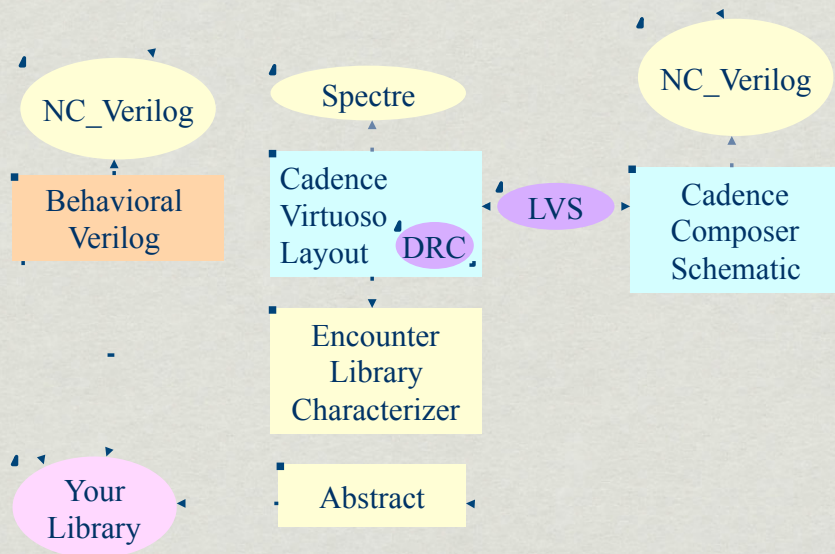 NC_Verilog
Behavioral
Verilog
Spectre
Cadence
Virtuoso
Layout
DRC
LVS
NC_Verilog
Cadence
Composer
Schematic
Encounter
Library
Characterizer
Your
Library
Abstract